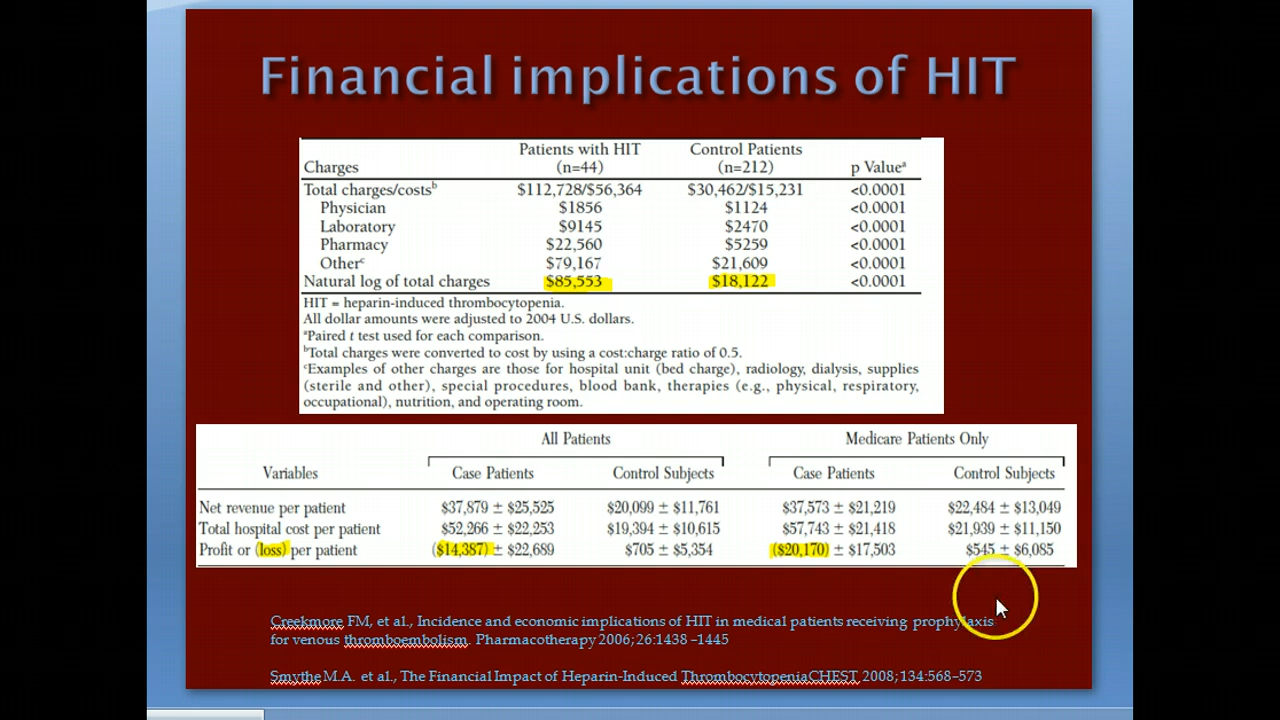 Financial implications of HIT
Patients with HIT Control Patients
Charges (n=44) (n=212) p Valueᵃ
Total charges/costsᵇ $112,728/$56,364 $30,462/$15,231 <0.0001
Physician $1856 $1124 <0.0001
Laboratory $9145 $2470 <0.0001
Pharmacy $22,560 $5259 <0.0001
Otherᶜ $79,167 $21,609 <0.0001
Natural log of total charges $85,553 $18,122 <0.0001
HIT = heparin-induced thrombocytopenia.
All dollar amounts were adjusted to 2004 U.S. dollars.
ᵃPaired t test used for each comparison.
ᵇTotal charges were converted to cost by using a cost:charge ratio of 0.5.
ᶜExamples of other charges are those for hospital unit (bed charge), radiology, dialysis, supplies
(sterile and other), special procedures, blood bank, therapies (e.g., physical, respiratory,
occupational), nutrition, and operating room.
All Patients Medicare Patients Only
Variables Case Patients Control Subjects Case Patients Control Subjects
Net revenue per patient $37,879 ± $25,525 $20,099 ± $11,761 $37,573 ± $21,219 $22,484 ± $13,049
Total hospital cost per patient $52,266 ± $22,253 $19,394 ± $10,615 $57,743 ± $21,418 $21,939 ± $11,150
Profit or (loss) per patient ($14,387) ± $22,689 $705 ± $5,354 ($20,170) ± $17,503 $545 ± $6,085
Creekmore FM, et al., Incidence and economic implications of HIT in medical patients receiving prophylaxis
for venous thromboembolism. Pharmacotherapy 2006;26:1438 –1445
Smythe M.A. et al., The Financial Impact of Heparin-Induced ThrombocytopeniaCHEST 2008; 134:568–573